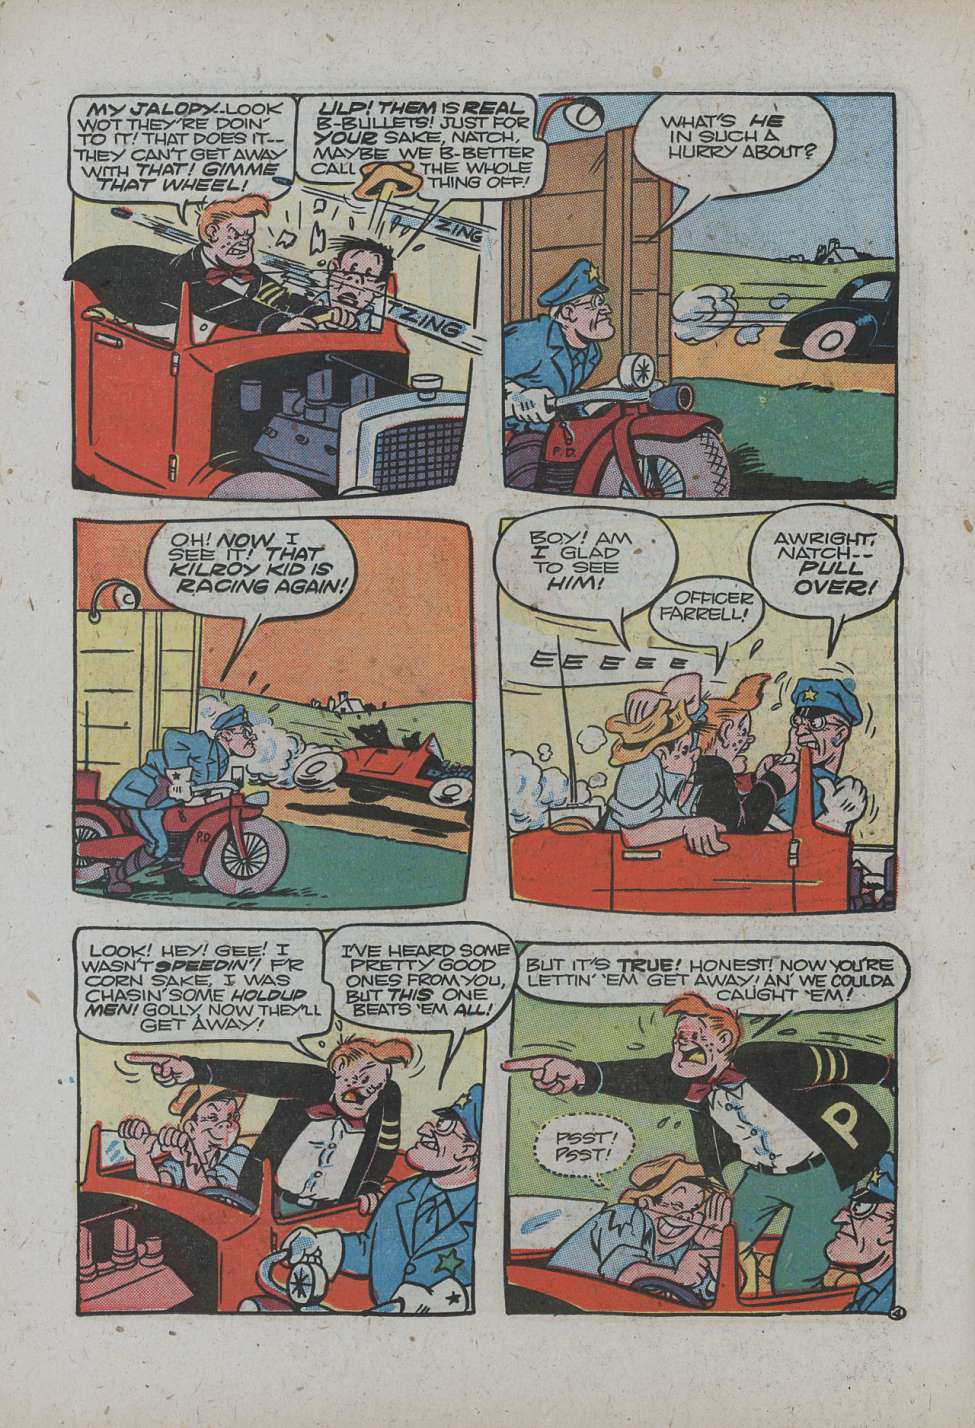 MY JALOPY--LOOK
WOT THEY'RE DOIN'
TO IT! THAT DOES IT--
THEY CAN'T GET AWAY
WITH THAT! GIMME
THAT WHEEL!
ULP! THEM IS REAL
B-BULLETS! JUST FOR
YOUR SAKE, NATCH,
MAYBE WE B-BETTER
CALL THE WHOLE
THING OFF!
ZING
ZING
WHAT'S HE
IN SUCH A
HURRY ABOUT?
P.D.
OH! NOW I
SEE IT! THAT
KILROY KID IS
RACING AGAIN!
P.D.
BOY! AM
I GLAD
TO SEE
HIM!
OFFICER
FARRELL!
AWRIGHT,
NATCH--
PULL
OVER!
EEEEE
LOOK! HEY! GEE! I
WASN'T SPEEDIN'! F'R
CORN SAKE, I WAS
CHASIN' SOME HOLDUP
MEN! GOLLY, NOW THEY'LL
GET AWAY!
I'VE HEARD SOME
PRETTY GOOD
ONES FROM YOU,
BUT THIS ONE
BEATS 'EM ALL!
BUT IT'S TRUE! HONEST! NOW YOU'RE
LETTIN' 'EM GET AWAY! AN' WE COULDA
CAUGHT 'EM!
PSST!
PSST!
P
4